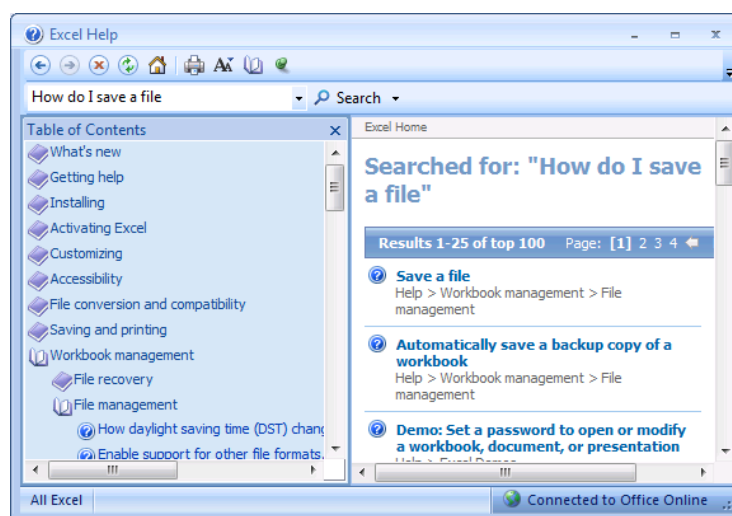 Excel Help
How do I save a file
Search
Table of Contents
What's new
Getting help
Installing
Activating Excel
Customizing
Accessibility
File conversion and compatibility
Saving and printing
Workbook management
File recovery
File management
How daylight saving time (DST) chang
Enable support for other file formats,
Excel Home
Searched for: "How do I save
a file"
Results 1-25 of top 100 Page: [1] 2 3 4
Save a file
Help > Workbook management > File
management
Automatically save a backup copy of a
workbook
Help > Workbook management > File
management
Demo: Set a password to open or modify
a workbook, document, or presentation
Help > Excel Demos
All Excel
Connected to Office Online